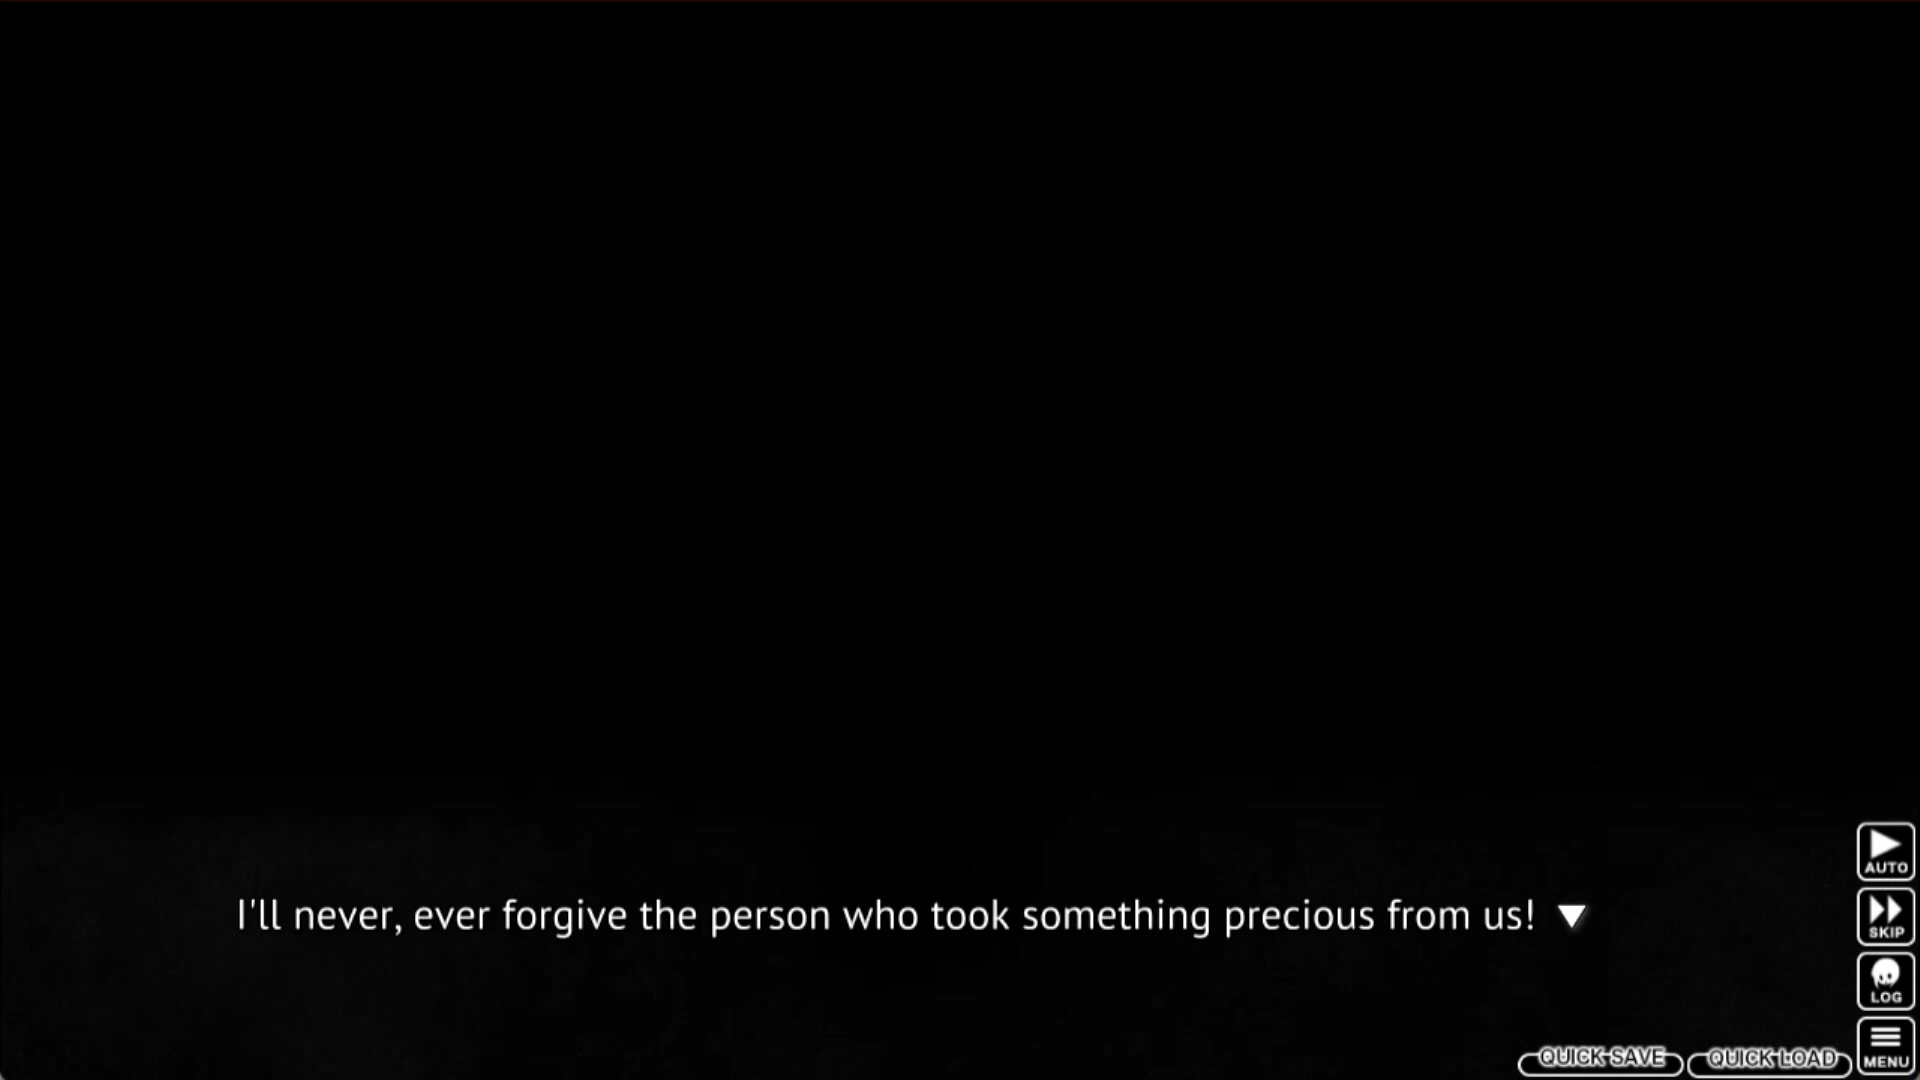 I'll never, ever forgive the person who took something precious from us!
AUTO
SKIP
LOG
MENU
QUICK SAVE
QUICK LOAD